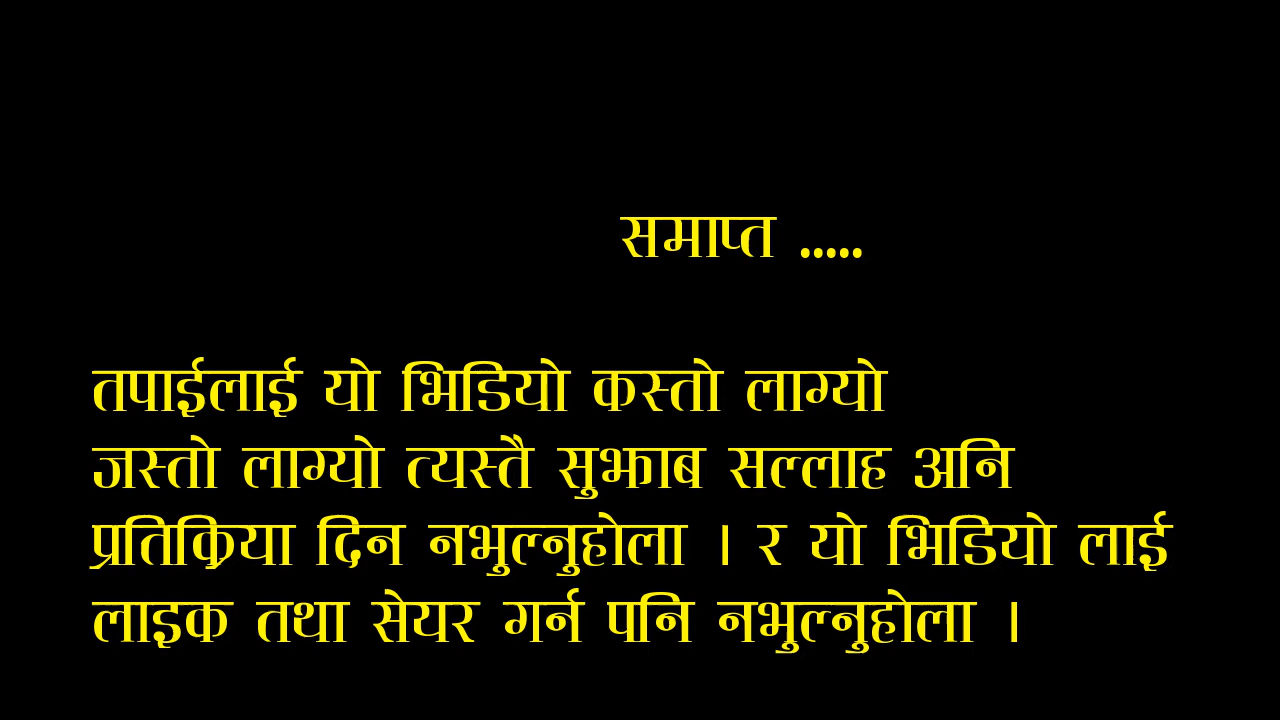 समाप्त .....
तपाईलाई यो भिडियो कस्तो लाग्यो
जस्तो लाग्यो त्यस्तै सुझाब सल्लाह अनि
प्रतिक्रिया दिन नभुल्नुहोला । र यो भिडियो लाई
लाइक तथा सेयर गर्न पनि नभुल्नुहोला ।